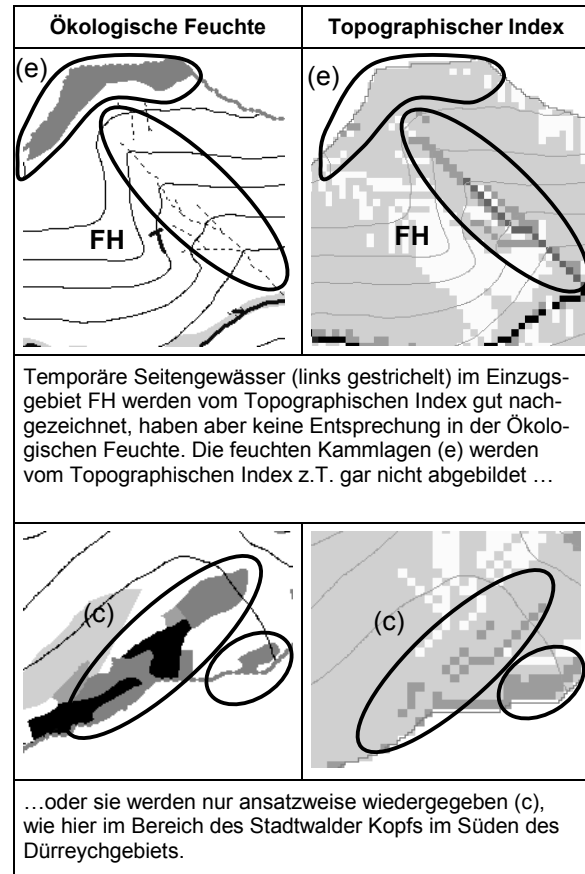 Ökologische Feuchte
Topographischer Index
(e)
FH
(e)
FH
Temporäre Seitengewässer (links gestrichelt) im Einzugs-
gebiet FH werden vom Topographischen Index gut nach-
gezeichnet, haben aber keine Entsprechung in der Ökolo-
gischen Feuchte. Die feuchten Kammlagen (e) werden
vom Topographischen Index z.T. gar nicht abgebildet …
(c)
(c)
…oder sie werden nur ansatzweise wiedergegeben (c),
wie hier im Bereich des Stadtwalder Kopfs im Süden des
Dürreychgebiets.